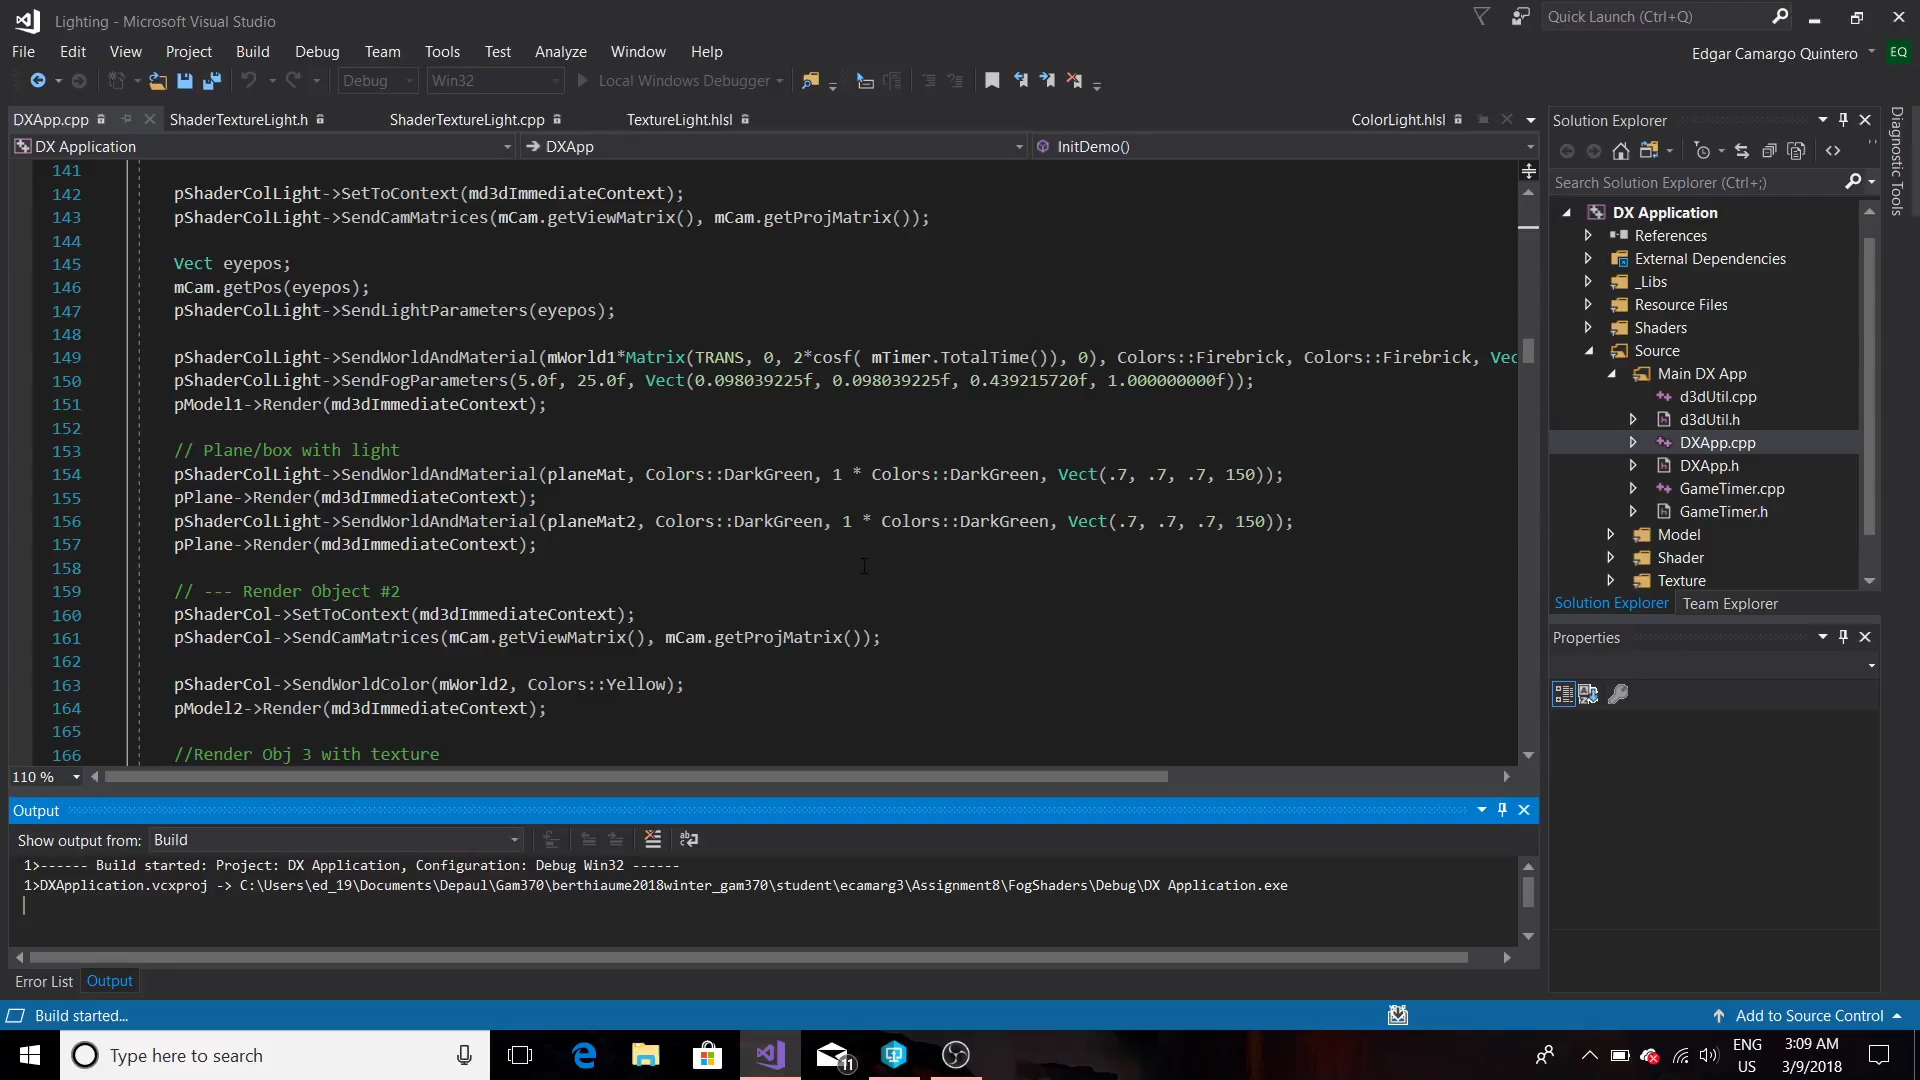 Lighting - Microsoft Visual Studio
Quick Launch (Ctrl+Q)
File Edit View Project Build Debug Team Tools Test Analyze Window Help
Edgar Camargo Quintero EQ
Debug Win32 Local Windows Debugger
DXApp.cpp ShaderTextureLight.h ShaderTextureLight.cpp TextureLight.hlsl ColorLight.hlsl
DX Application DXApp InitDemo()
141
142 pShaderColLight->SetToContext(md3dImmediateContext);
143 pShaderColLight->SendCamMatrices(mCam.getViewMatrix(), mCam.getProjMatrix());
144
145 Vect eyepos;
146 mCam.getPos(eyepos);
147 pShaderColLight->SendLightParameters(eyepos);
148
149 pShaderColLight->SendWorldAndMaterial(mWorld1*Matrix(TRANS, 0, 2*cosf( mTimer.TotalTime()), 0), Colors::Firebrick, Colors::Firebrick, Vec
150 pShaderColLight->SendFogParameters(5.0f, 25.0f, Vect(0.098039225f, 0.098039225f, 0.439215720f, 1.000000000f));
151 pModel1->Render(md3dImmediateContext);
152
153 // Plane/box with light
154 pShaderColLight->SendWorldAndMaterial(planeMat, Colors::DarkGreen, 1 * Colors::DarkGreen, Vect(.7, .7, .7, 150));
155 pPlane->Render(md3dImmediateContext);
156 pShaderColLight->SendWorldAndMaterial(planeMat2, Colors::DarkGreen, 1 * Colors::DarkGreen, Vect(.7, .7, .7, 150));
157 pPlane->Render(md3dImmediateContext);
158
159 // --- Render Object #2
160 pShaderCol->SetToContext(md3dImmediateContext);
161 pShaderCol->SendCamMatrices(mCam.getViewMatrix(), mCam.getProjMatrix());
162
163 pShaderCol->SendWorldColor(mWorld2, Colors::Yellow);
164 pModel2->Render(md3dImmediateContext);
165
166 //Render Obj 3 with texture
110 %
Output
Show output from: Build
1>------ Build started: Project: DX Application, Configuration: Debug Win32 ------
1>DXApplication.vcxproj -> C:\Users\ed_19\Documents\Depaul\Gam370\berthiaume2018winter_gam370\student\ecamarg3\Assignment8\FogShaders\Debug\DX Application.exe
Error List Output
Solution Explorer
Search Solution Explorer (Ctrl+;)
DX Application
References
External Dependencies
_Libs
Resource Files
Shaders
Source
Main DX App
d3dUtil.cpp
d3dUtil.h
DXApp.cpp
DXApp.h
GameTimer.cpp
GameTimer.h
Model
Shader
Texture
Solution Explorer Team Explorer
Properties
Diagnostic Tools
Build started... Add to Source Control
Type here to search
11
ENG
US
3:09 AM
3/9/2018